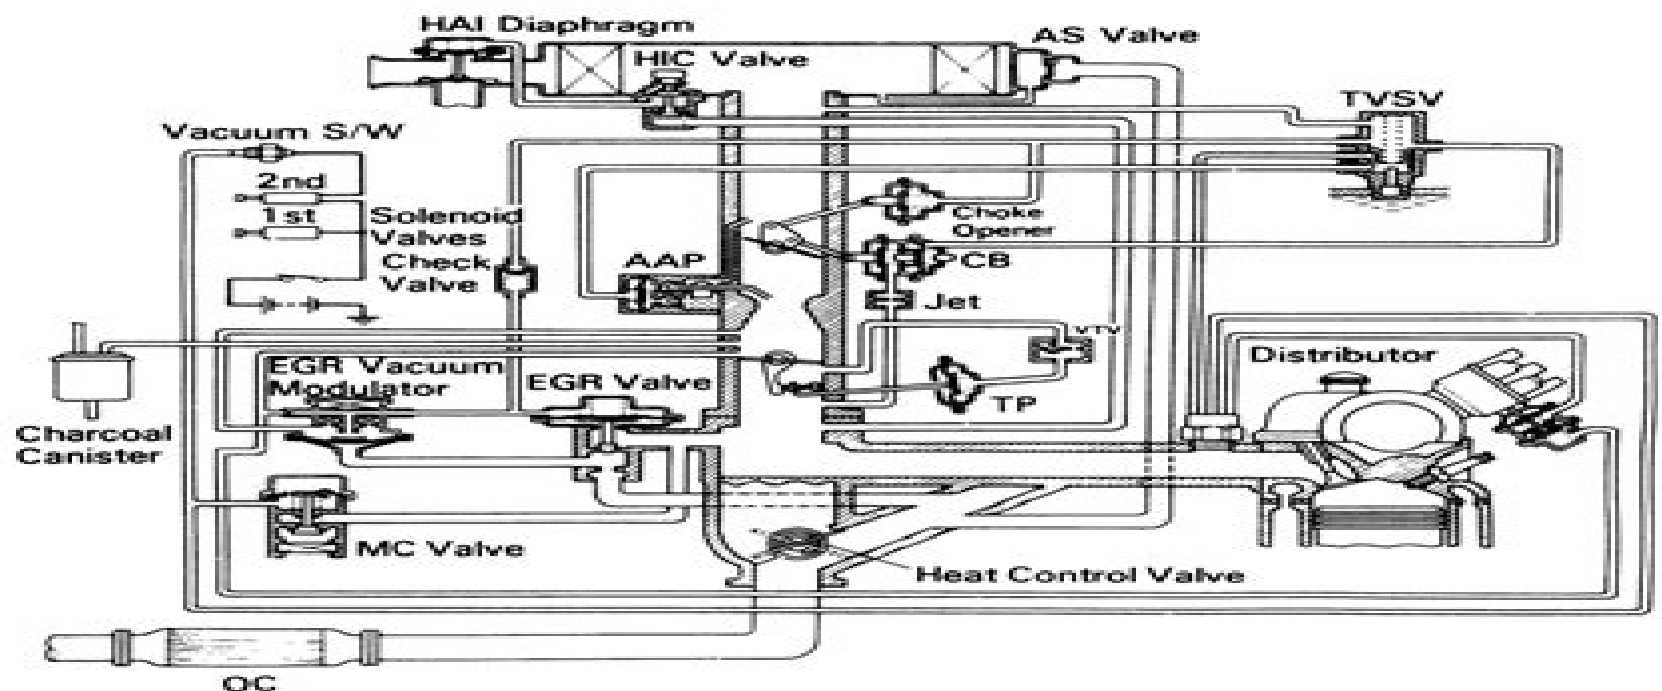 HAI Diaphragm
AS Valve
HIC Valve
TVSV
Vacuum S/W
2nd
1st
Solenoid
Valves
Choke
Opener
Check
Valve
AAP
CB
Jet
VTV
EGR Vacuum
Modulator
EGR Valve
Distributor
TP
Charcoal
Canister
MC Valve
Heat Control Valve
OC